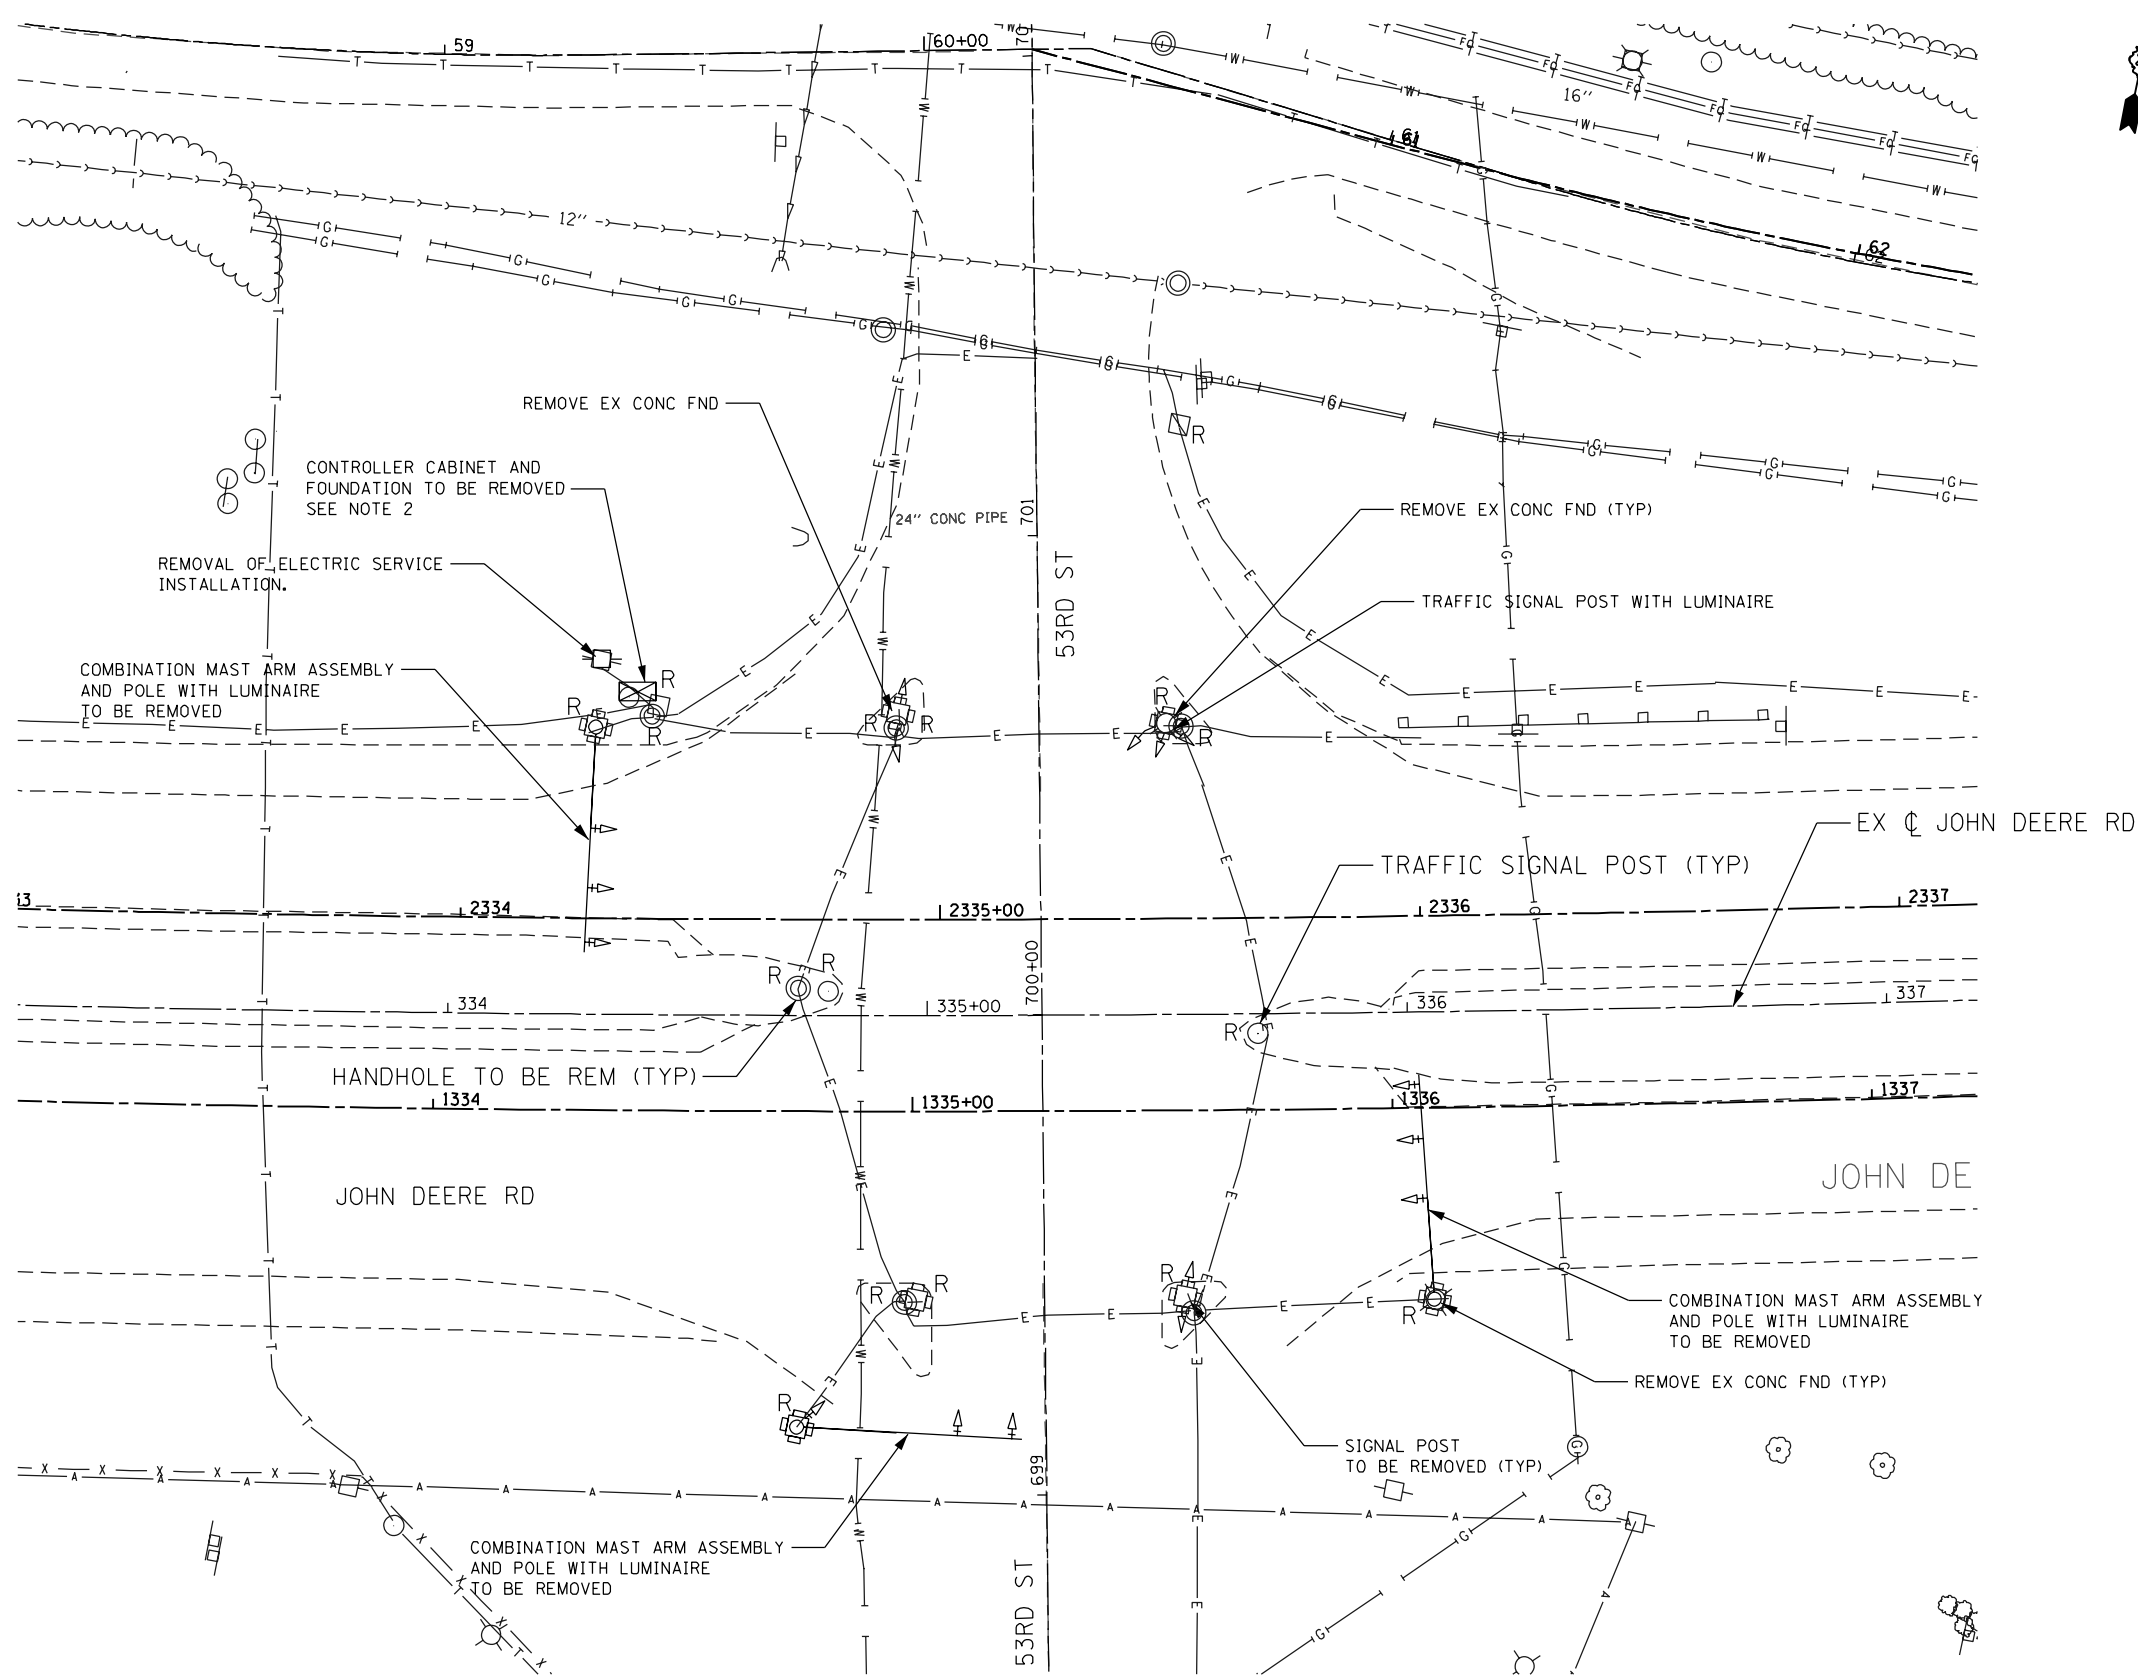 59
60+00
70
16"
61
12"
62
REMOVE EX CONC FND
CONTROLLER CABINET AND
FOUNDATION TO BE REMOVED
SEE NOTE 2
24" CONC PIPE
701
REMOVE EX CONC FND (TYP)
53RD ST
REMOVAL OF ELECTRIC SERVICE
INSTALLATION.
TRAFFIC SIGNAL POST WITH LUMINAIRE
COMBINATION MAST ARM ASSEMBLY
AND POLE WITH LUMINAIRE
TO BE REMOVED
EX ℄ JOHN DEERE RD
TRAFFIC SIGNAL POST (TYP)
2334
2335+00
2336
2337
700+00
334
335+00
336
337
HANDHOLE TO BE REM (TYP)
1334
1335+00
1336
1337
JOHN DEERE RD
JOHN DE
COMBINATION MAST ARM ASSEMBLY
AND POLE WITH LUMINAIRE
TO BE REMOVED
REMOVE EX CONC FND (TYP)
SIGNAL POST
TO BE REMOVED (TYP)
699
COMBINATION MAST ARM ASSEMBLY
AND POLE WITH LUMINAIRE
TO BE REMOVED
53RD ST